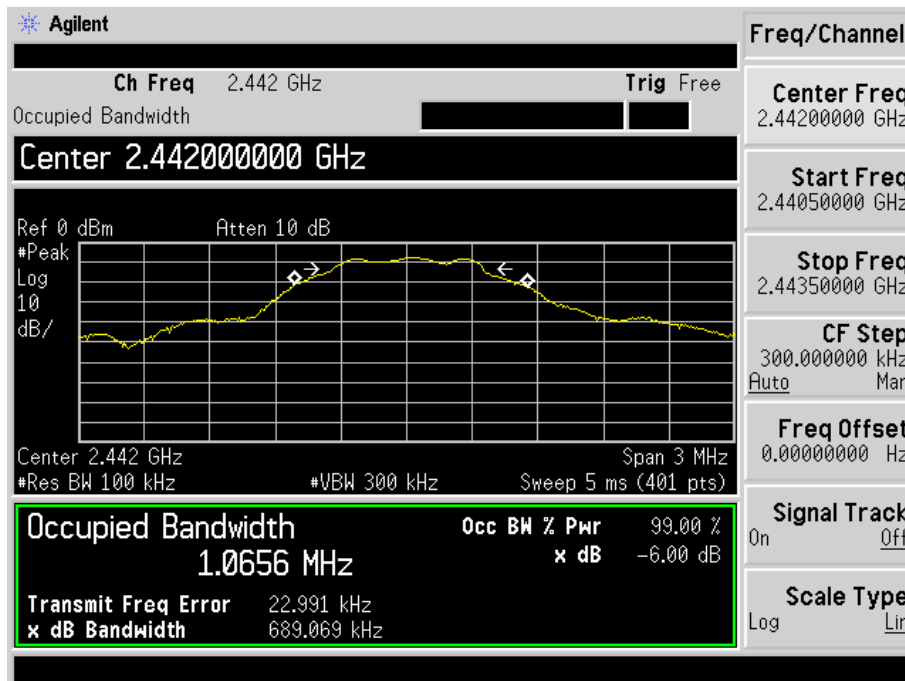 Agilent
Freq/Channel
Ch Freq 2.442 GHz Trig Free
Occupied Bandwidth
Center 2.442000000 GHz
Ref 0 dBm Atten 10 dB
#Peak
Log
10
dB/
Center 2.442 GHz Span 3 MHz
#Res BW 100 kHz #VBW 300 kHz Sweep 5 ms (401 pts)
Occupied Bandwidth
1.0656 MHz
Occ BW % Pwr 99.00 %
x dB -6.00 dB
Transmit Freq Error 22.991 kHz
x dB Bandwidth 689.069 kHz
Center Freq
2.44200000 GHz
Start Freq
2.44050000 GHz
Stop Freq
2.44350000 GHz
CF Step
300.000000 kHz
Auto Man
Freq Offset
0.00000000 Hz
Signal Track
On Off
Scale Type
Log Lin